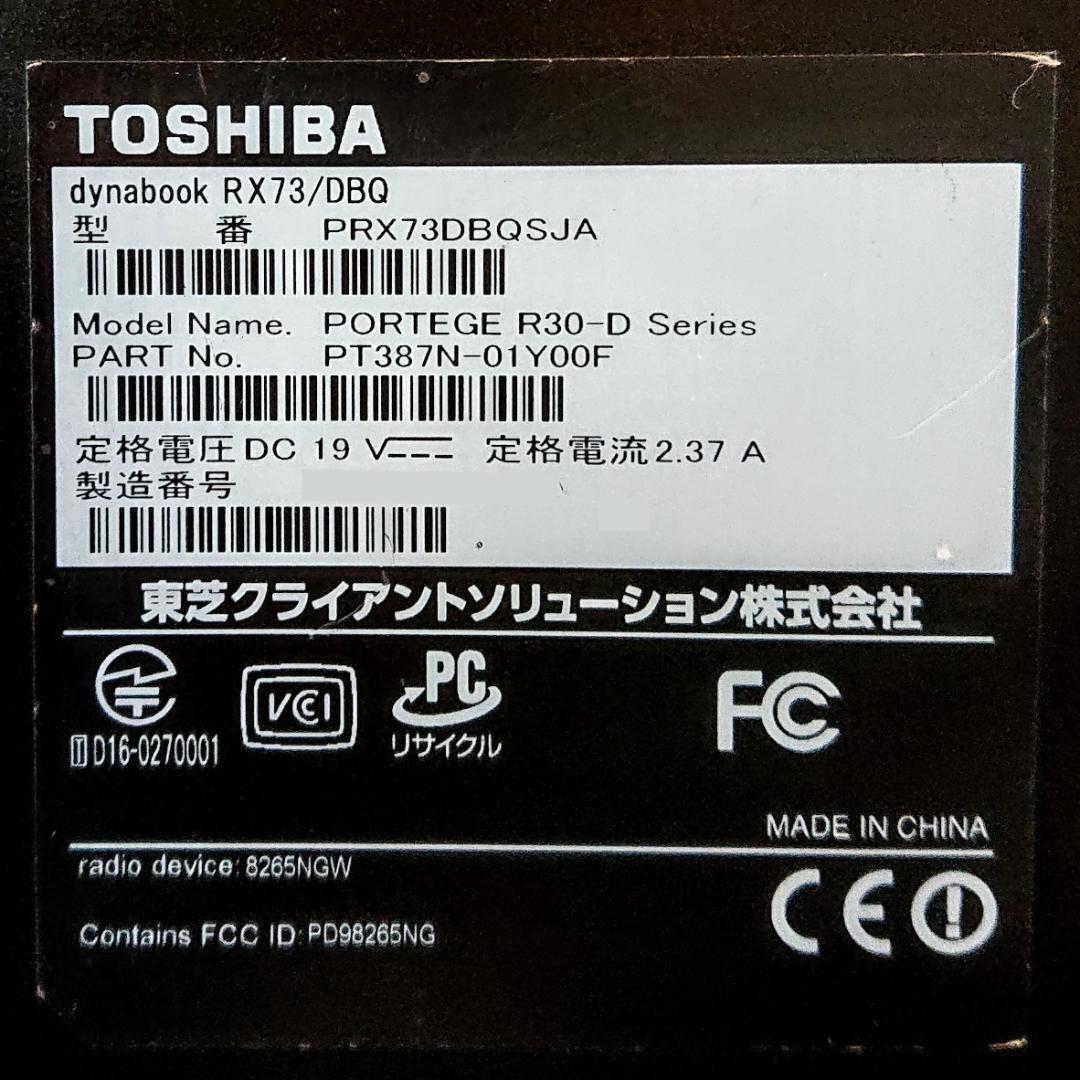 TOSHIBA
dynabook RX73/DBQ
型 番 PRX73DBQSJA
Model Name. PORTEGE R30-D Series
PART No. PT387N-01Y00F
定格電圧 DC 19 V 定格電流 2.37 A
製造番号
東芝クライアントソリューション株式会社
VCCI
PC
リサイクル
FC
T D16-0270001
MADE IN CHINA
radio device: 8265NGW
Contains FCC ID: PD98265NG
CE